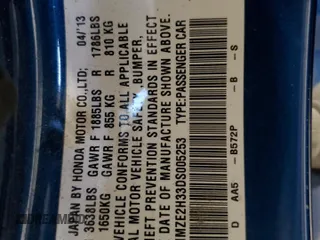 JAPAN BY HONDA MOTOR CO.,LTD. 04/13
3638LBS GAWR F 1885LBS R 1786LBS
1650KG GAWR F 855 KG R 810 KG
VEHICLE CONFORMS TO ALL APPLICABLE
AL MOTOR VEHICLE SAFETY, BUMPER,
HEFT PREVENTION STANDARDS IN EFFECT
DATE OF MANUFACTURE SHOWN ABOVE.
MZE2H33DS005253 TYPE:PASSENGER CAR
D AA5 -B572P -B -S